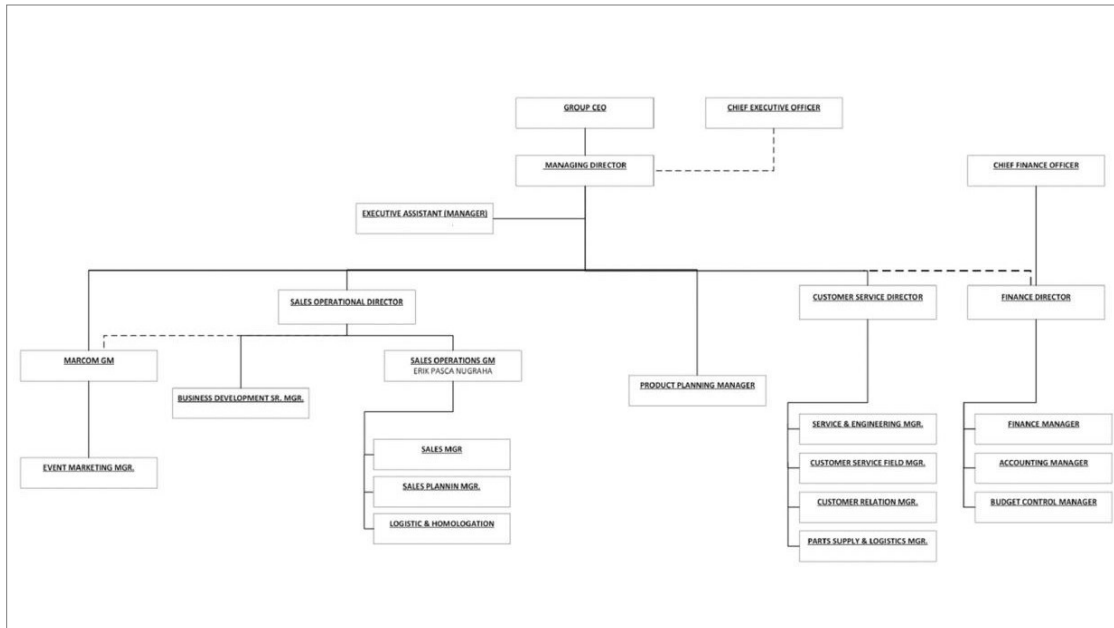 GROUP CEO
CHIEF EXECUTIVE OFFICER
MANAGING DIRECTOR
CHIEF FINANCE OFFICER
EXECUTIVE ASSISTANT (MANAGER)
SALES OPERATIONAL DIRECTOR
CUSTOMER SERVICE DIRECTOR
FINANCE DIRECTOR
MARCOM GM
SALES OPERATIONS GM
ERIK PASCA NUGRAHA
BUSINESS DEVELOPMENT SR. MGR.
PRODUCT PLANNING MANAGER
EVENT MARKETING MGR.
SALES MGR
SALES PLANNIN MGR.
LOGISTIC & HOMOLOGATION
SERVICE & ENGINEERING MGR.
CUSTOMER SERVICE FIELD MGR.
CUSTOMER RELATION MGR.
PARTS SUPPLY & LOGISTICS MGR.
FINANCE MANAGER
ACCOUNTING MANAGER
BUDGET CONTROL MANAGER